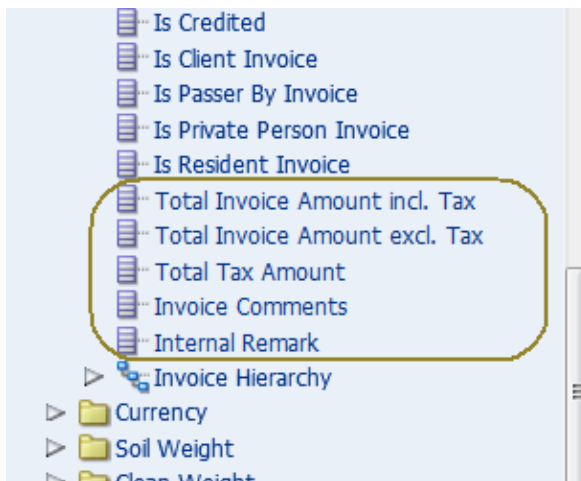 Is Credited
Is Client Invoice
Is Passer By Invoice
Is Private Person Invoice
Is Resident Invoice
Total Invoice Amount incl. Tax
Total Invoice Amount excl. Tax
Total Tax Amount
Invoice Comments
Internal Remark
Invoice Hierarchy
Currency
Soil Weight
Clean Weight